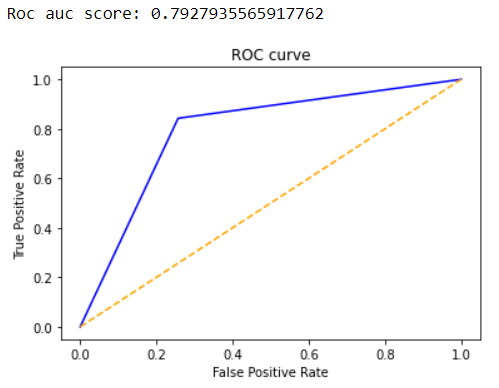 Roc auc score: 0.7927935565917762
ROC curve
1.0
0.8
0.6
0.4
0.2
0.0
True Positive Rate
0.0 0.2 0.4 0.6 0.8 1.0
False Positive Rate